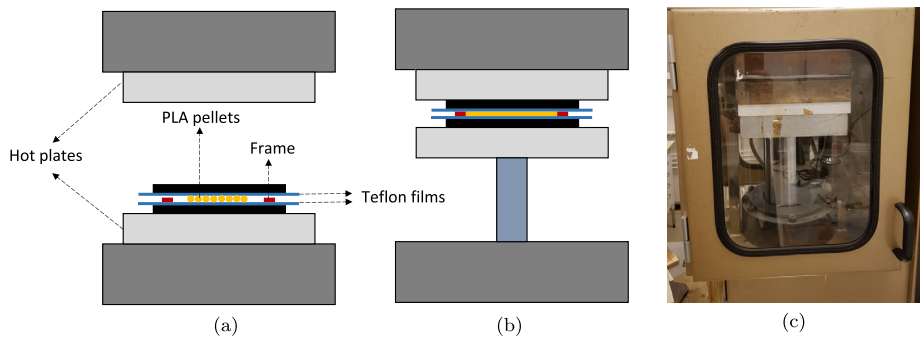 PLA pellets
Frame
Hot plates
Teflon films
(a)
(b)
(c)